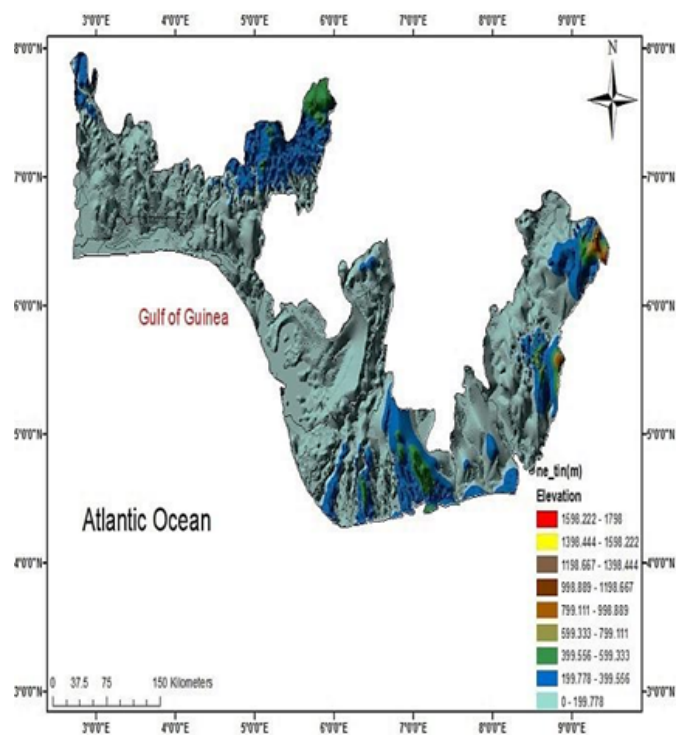 3°0'0"E 4°0'0"E 5°0'0"E 6°0'0"E 7°0'0"E 8°0'0"E 9°0'0"E
N
8°0'0"N 8°0'0"N
7°0'0"N 7°0'0"N
6°0'0"N 6°0'0"N
Gulf of Guinea
5°0'0"N 5°0'0"N
ne_tin(m)
Elevation
Atlantic Ocean
1598.222 - 1798
1398.444 - 1598.222
4°0'0"N 4°0'0"N
1198.667 - 1398.444
998.889 - 1198.667
799.111 - 998.889
599.333 - 799.111
399.556 - 599.333
199.778 - 399.556
0 - 199.778
0 37.5 75 150 Kilometers
3°0'0"N 3°0'0"N
3°0'0"E 4°0'0"E 5°0'0"E 6°0'0"E 7°0'0"E 8°0'0"E 9°0'0"E